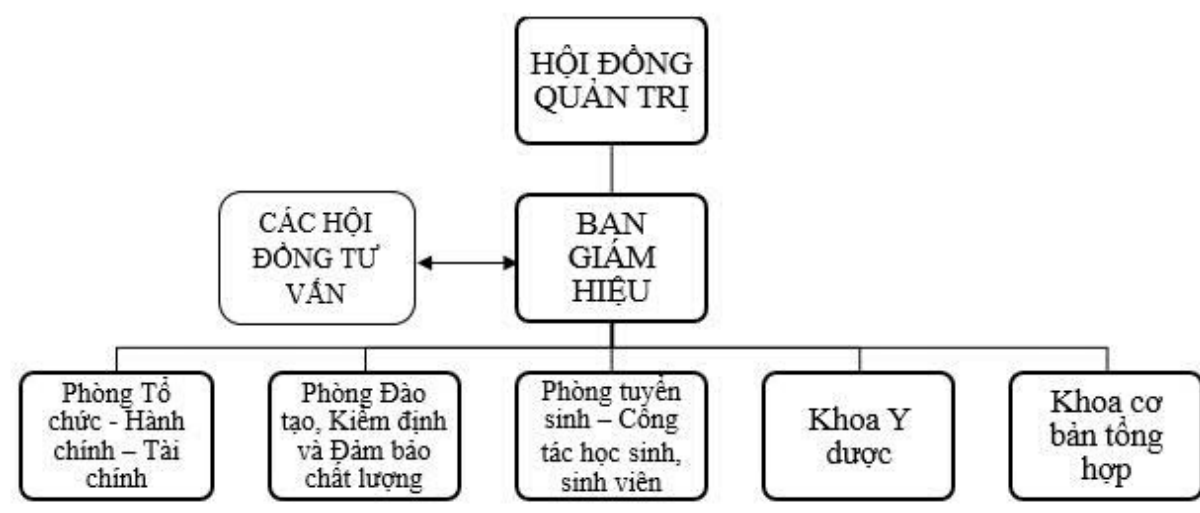 HỘI ĐỒNG
QUẢN TRỊ
CÁC HỘI
ĐỒNG TƯ
VẤN
BAN
GIÁM
HIỆU
Phòng Tổ
chức - Hành
chính – Tài
chính
Phòng Đào
tạo, Kiểm định
và Đảm bảo
chất lượng
Phòng tuyển
sinh – Công
tác học sinh,
sinh viên
Khoa Y
dược
Khoa cơ
bản tổng
hợp